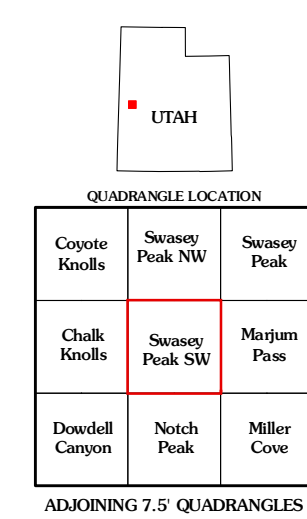 UTAH
QUADRANGLE LOCATION
Coyote
Knolls
Swasey
Peak NW
Swasey
Peak
Chalk
Knolls
Swasey
Peak SW
Marjum
Pass
Dowdell
Canyon
Notch
Peak
Miller
Cove
ADJOINING 7.5' QUADRANGLES